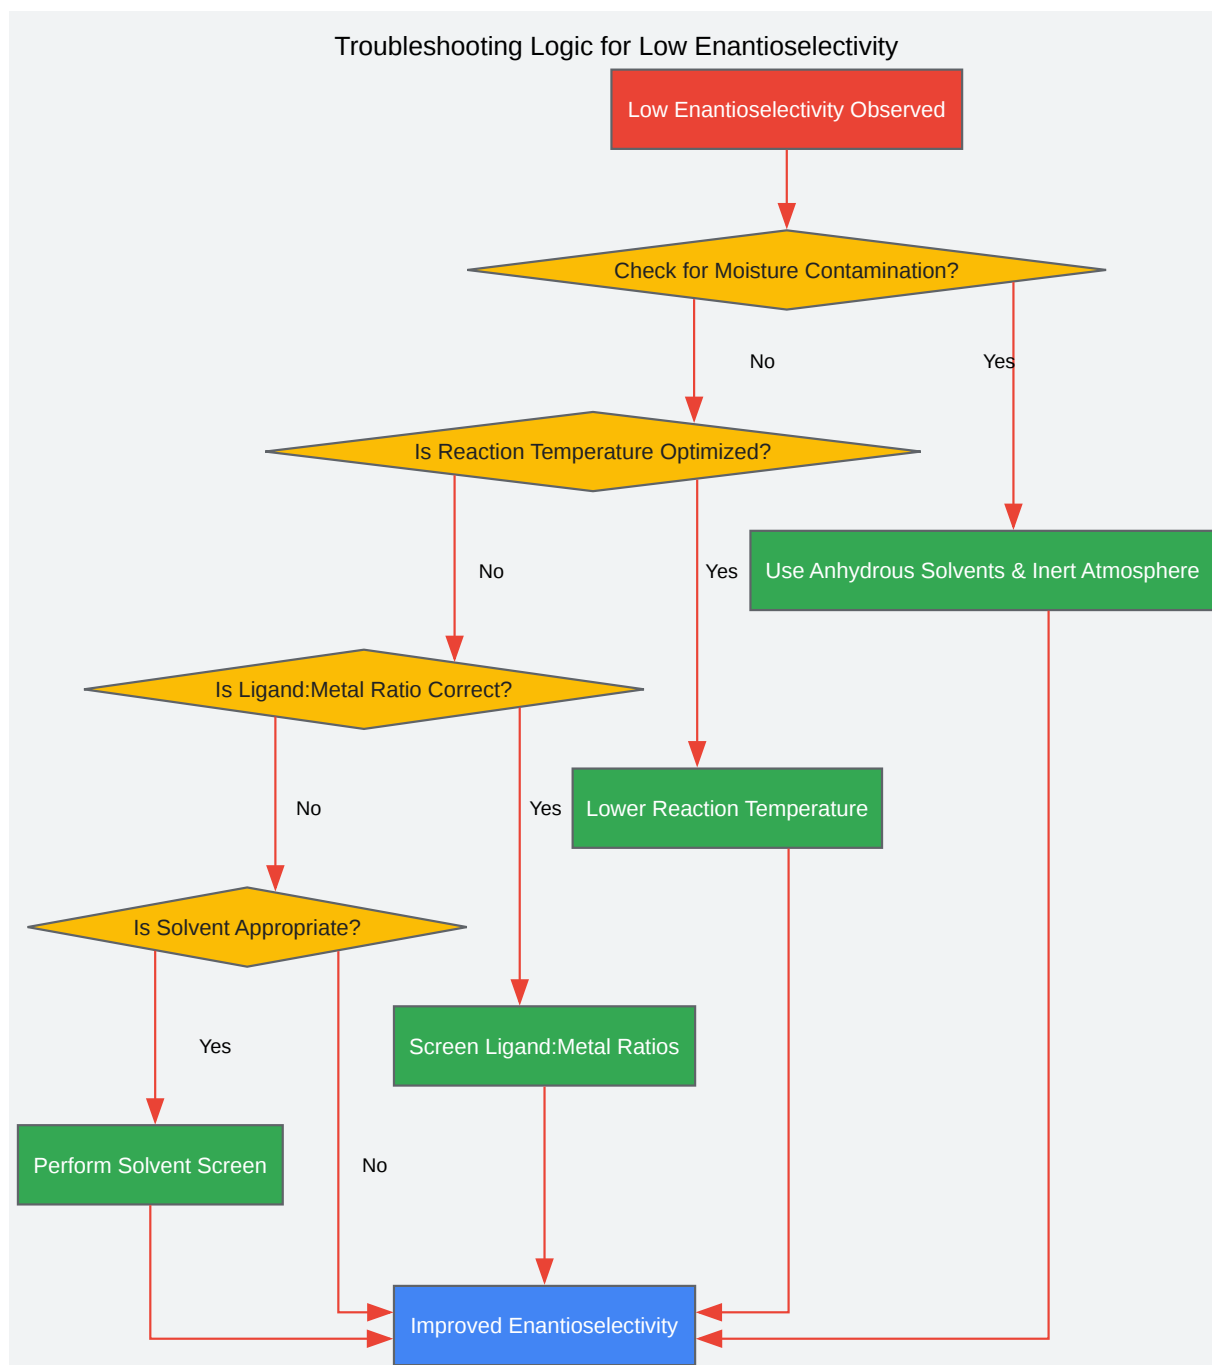 Troubleshooting Logic for Low Enantioselectivity
Low Enantioselectivity Observed
Check for Moisture Contamination?
No
Yes
Is Reaction Temperature Optimized?
No
Yes
Use Anhydrous Solvents & Inert Atmosphere
Is Ligand:Metal Ratio Correct?
No
Yes
Lower Reaction Temperature
Is Solvent Appropriate?
Yes
Screen Ligand:Metal Ratios
Perform Solvent Screen
No
Improved Enantioselectivity